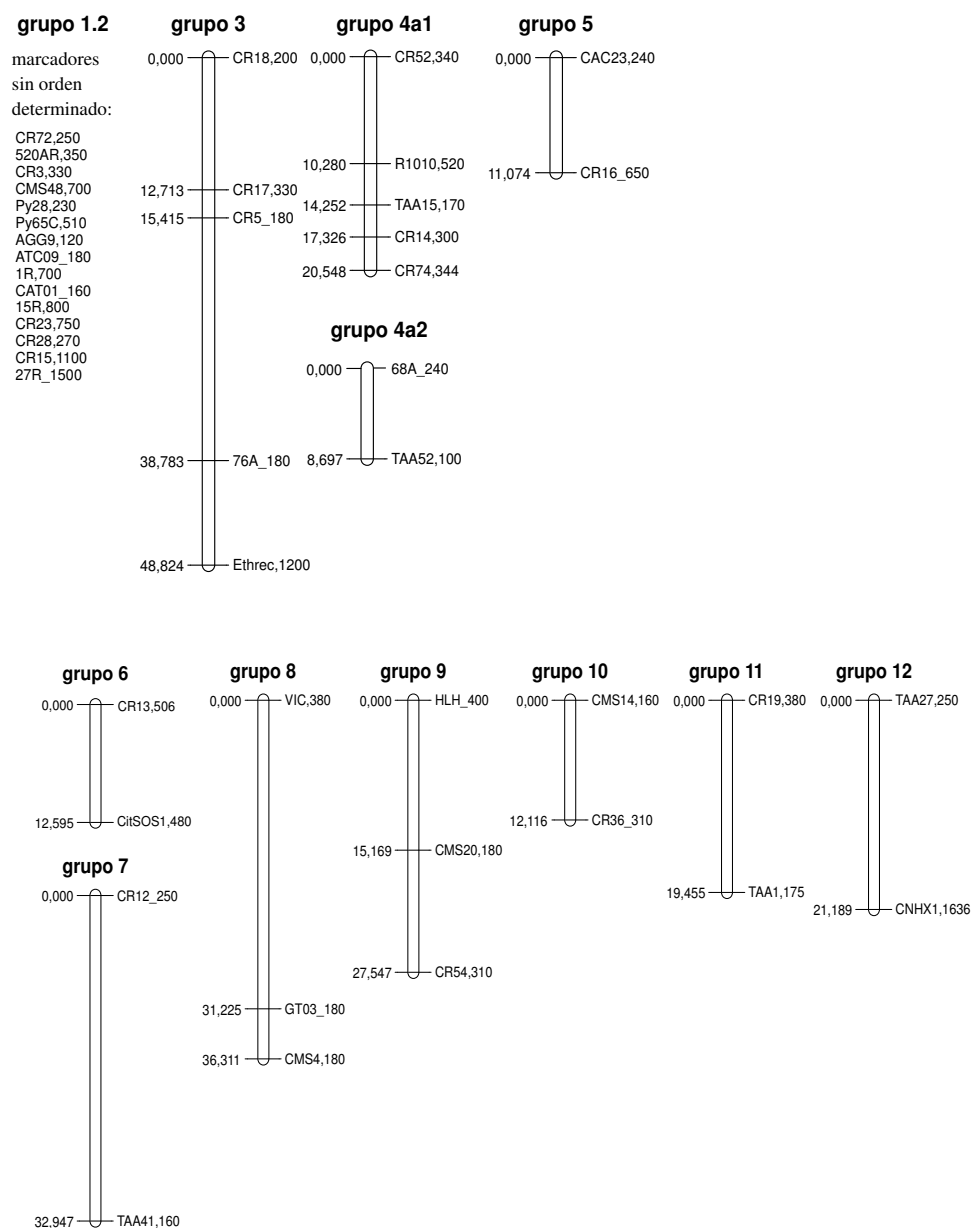 grupo 1.2
marcadores
sin orden
determinado:
CR72,250
520AR,350
CR3,330
CMS48,700
Py28,230
Py65C,510
AGG9,120
ATC09_180
1R,700
CAT01_160
15R,800
CR23,750
CR28,270
CR15,1100
27R_1500
grupo 3
0,000 CR18,200
12,713 CR17,330
15,415 CR5_180
38,783 76A_180
48,824 Ethrec,1200
grupo 4a1
0,000 CR52,340
10,280 R1010,520
14,252 TAA15,170
17,326 CR14,300
20,548 CR74,344
grupo 4a2
0,000 68A_240
8,697 TAA52,100
grupo 5
0,000 CAC23,240
11,074 CR16_650
grupo 6
0,000 CR13,506
12,595 CitSOS1,480
grupo 7
0,000 CR12_250
32,947 TAA41,160
grupo 8
0,000 VIC,380
31,225 GT03_180
36,311 CMS4,180
grupo 9
0,000 HLH_400
15,169 CMS20,180
27,547 CR54,310
grupo 10
0,000 CMS14,160
12,116 CR36_310
grupo 11
0,000 CR19,380
19,455 TAA1,175
grupo 12
0,000 TAA27,250
21,189 CNHX1,1636